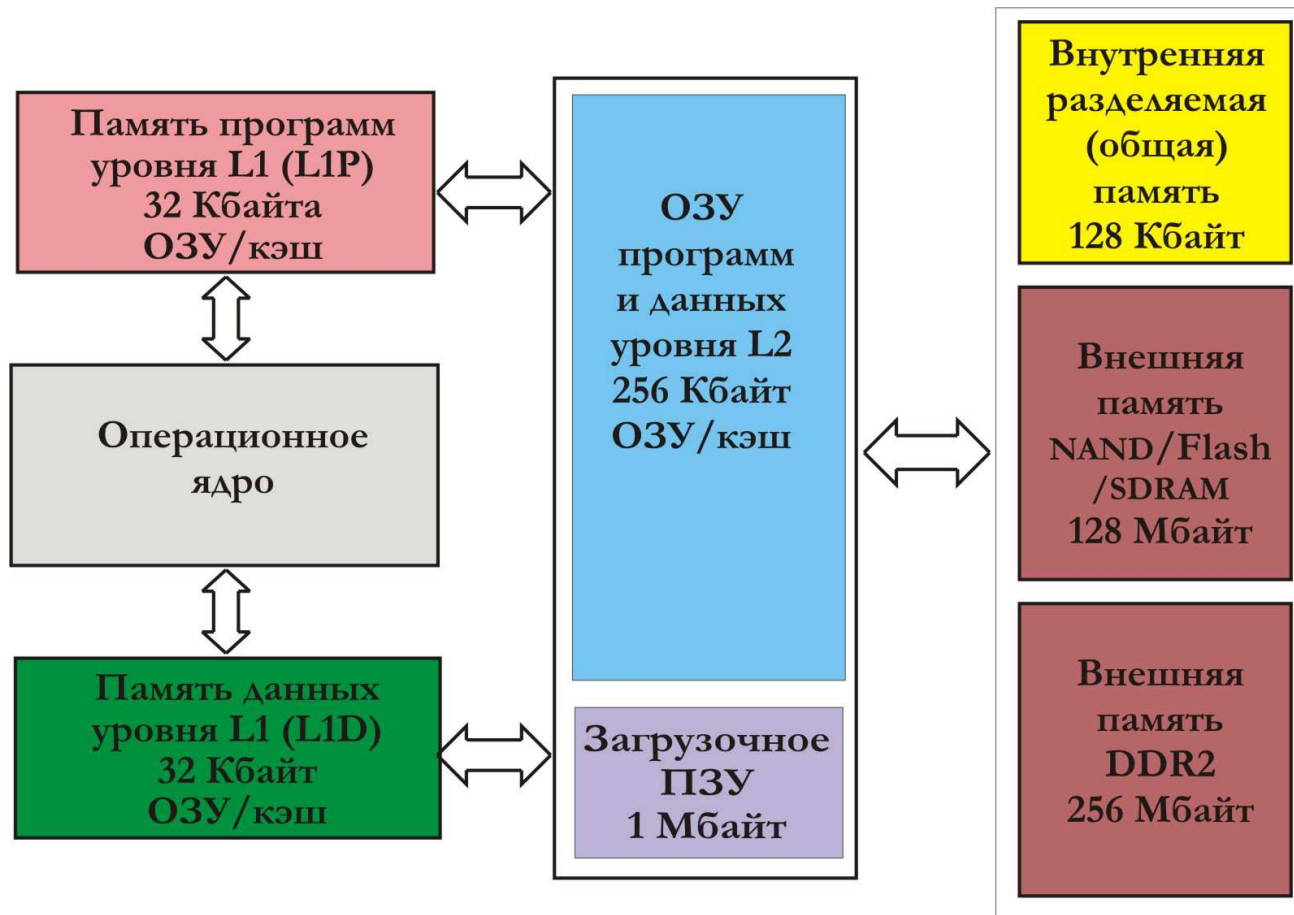 Память программ
уровня L1 (L1P)
32 Кбайта
ОЗУ/кэш
Операционное
ядро
Память данных
уровня L1 (L1D)
32 Кбайт
ОЗУ/кэш
ОЗУ
программ
и данных
уровня L2
256 Кбайт
ОЗУ/кэш
Загрузочное
ПЗУ
1 Мбайт
Внутренняя
разделяемая
(общая)
память
128 Кбайт
Внешняя
память
NAND/Flash
/SDRAM
128 Мбайт
Внешняя
память
DDR2
256 Мбайт